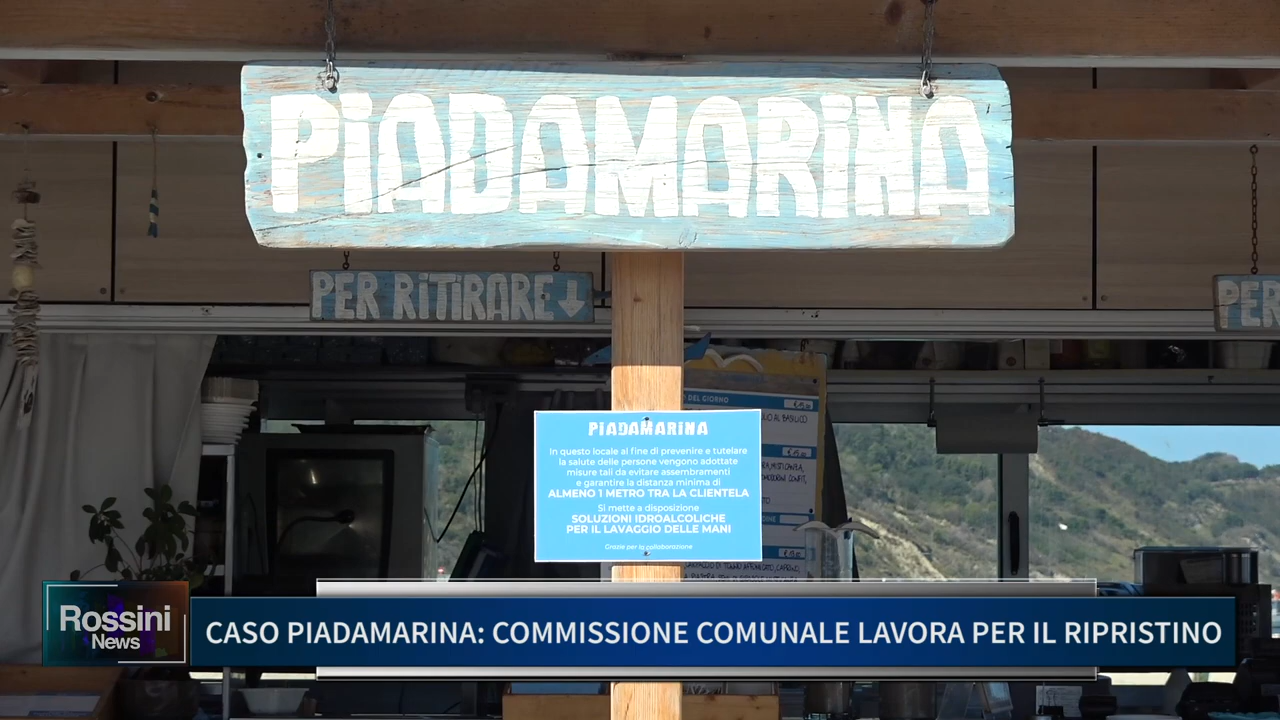 PiADAMARiNA
PER RiTiRARE ↓
PER
DEL GIORNO
PiADAMARiNA
In questo locale al fine di prevenire e tutelare
la salute delle persone vengono adottate
misure tali da evitare assembramenti
e garantire la distanza minima di
ALMENO 1 METRO TRA LA CLIENTELA
Si mette a disposizione
SOLUZIONI IDROALCOLICHE
PER IL LAVAGGIO DELLE MANI
Grazie per la collaborazione
AL BASILICO
Rossini
News
CASO PIADAMARINA: COMMISSIONE COMUNALE LAVORA PER IL RIPRISTINO